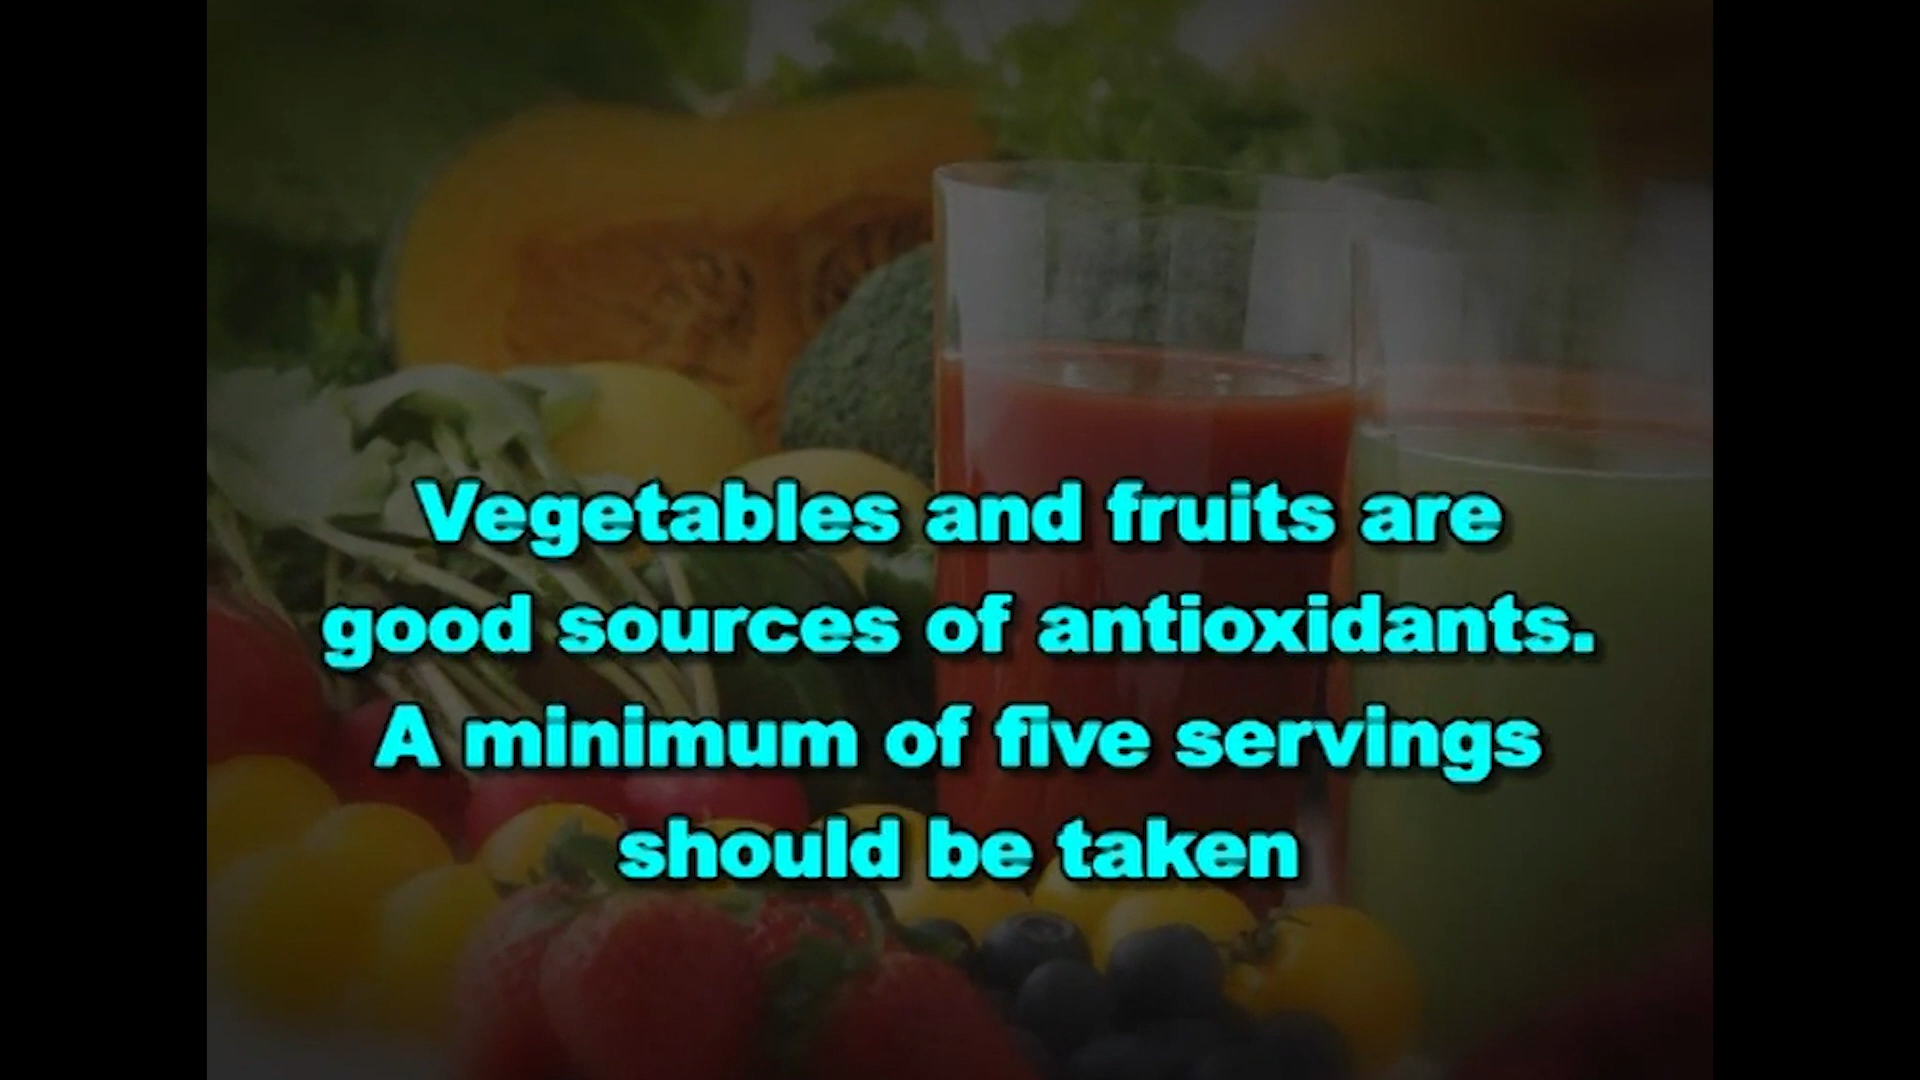 Vegetables and fruits are
good sources of antioxidants.
A minimum of five servings
should be taken